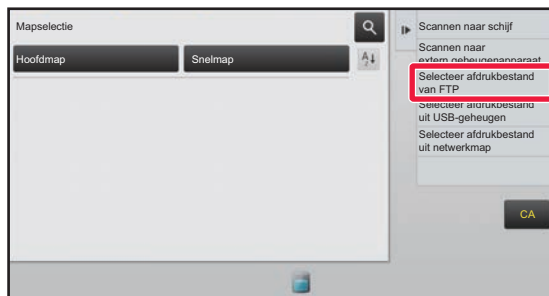 Mapselectie
Hoofdmap
Snelmap
A
Z
Scannen naar schijf
Scannen naar
extern geheugenapparaat
Selecteer afdrukbestand
van FTP
Selecteer afdrukbestand
uit USB-geheugen
Selecteer afdrukbestand
uit netwerkmap
CA